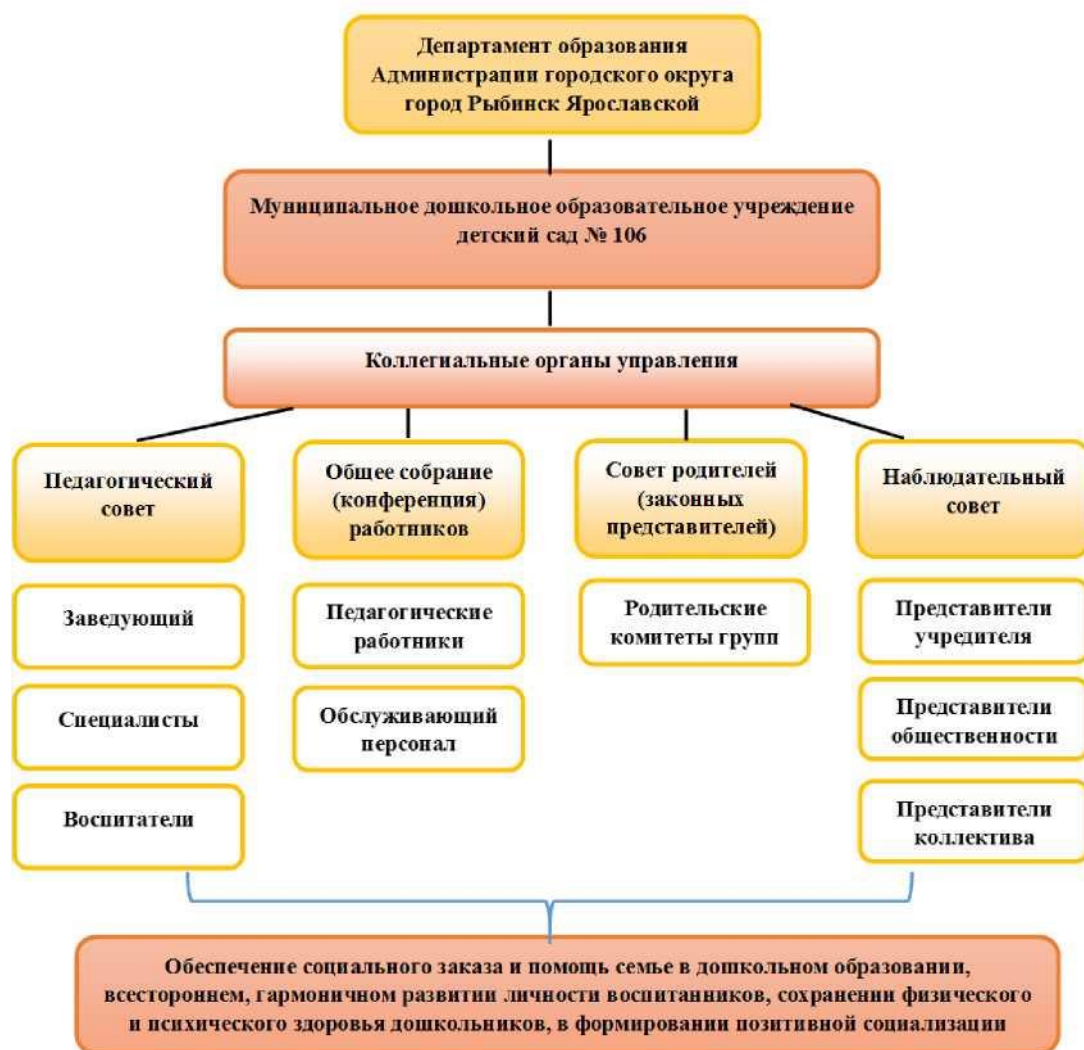 Департамент образования
Администрации городского округа
город Рыбинск Ярославской
Муниципальное дошкольное образовательное учреждение
детский сад № 106
Коллегиальные органы управления
Педагогический
совет
Общее собрание
(конференция)
работников
Совет родителей
(законных
представителей)
Наблюдательный
совет
Заведующий
Педагогические
работники
Родительские
комитеты групп
Представители
учредителя
Специалисты
Обслуживающий
персонал
Представители
общественности
Воспитатели
Представители
коллектива
Обеспечение социального заказа и помощь семье в дошкольном образовании,
всестороннем, гармоничном развитии личности воспитанников, сохранении физического
и психического здоровья дошкольников, в формировании позитивной социализации